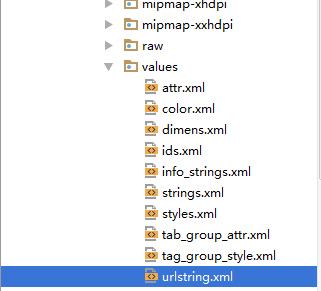 mipmap-xhdpi
mipmap-xxhdpi
raw
values
attr.xml
color.xml
dimens.xml
ids.xml
info_strings.xml
strings.xml
styles.xml
tab_group_attr.xml
tag_group_style.xml
urlstring.xml